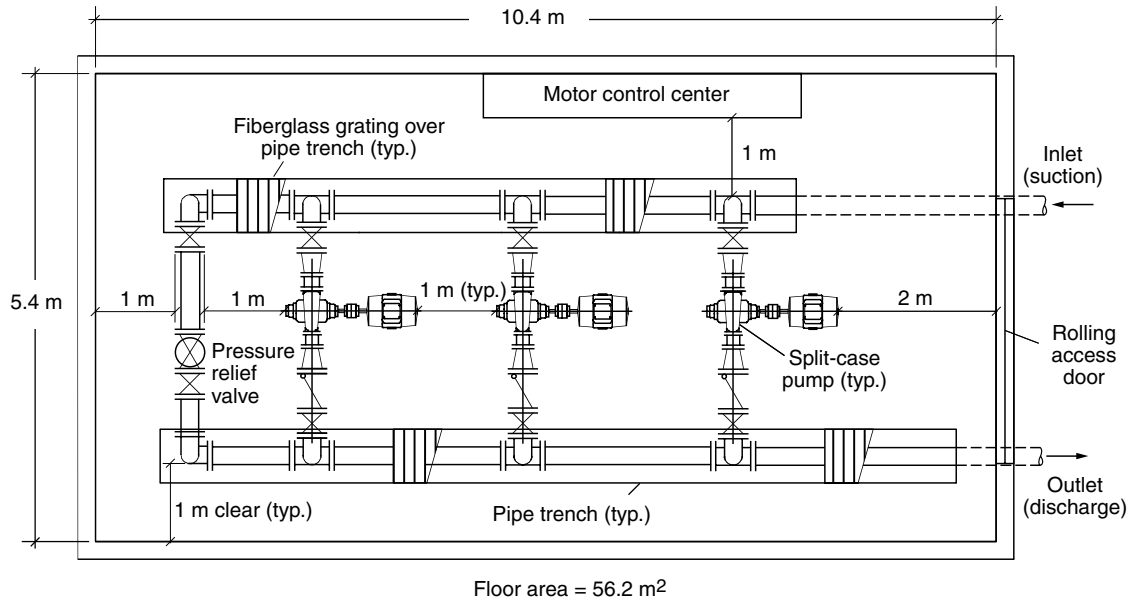 10.4 m
Motor control center
Fiberglass grating over
pipe trench (typ.)
1 m
Inlet
(suction)
5.4 m
1 m
1 m
1 m (typ.)
2 m
Pressure
relief
valve
Split-case
pump (typ.)
Rolling
access
door
1 m clear (typ.)
Pipe trench (typ.)
Outlet
(discharge)
Floor area = 56.2 m²